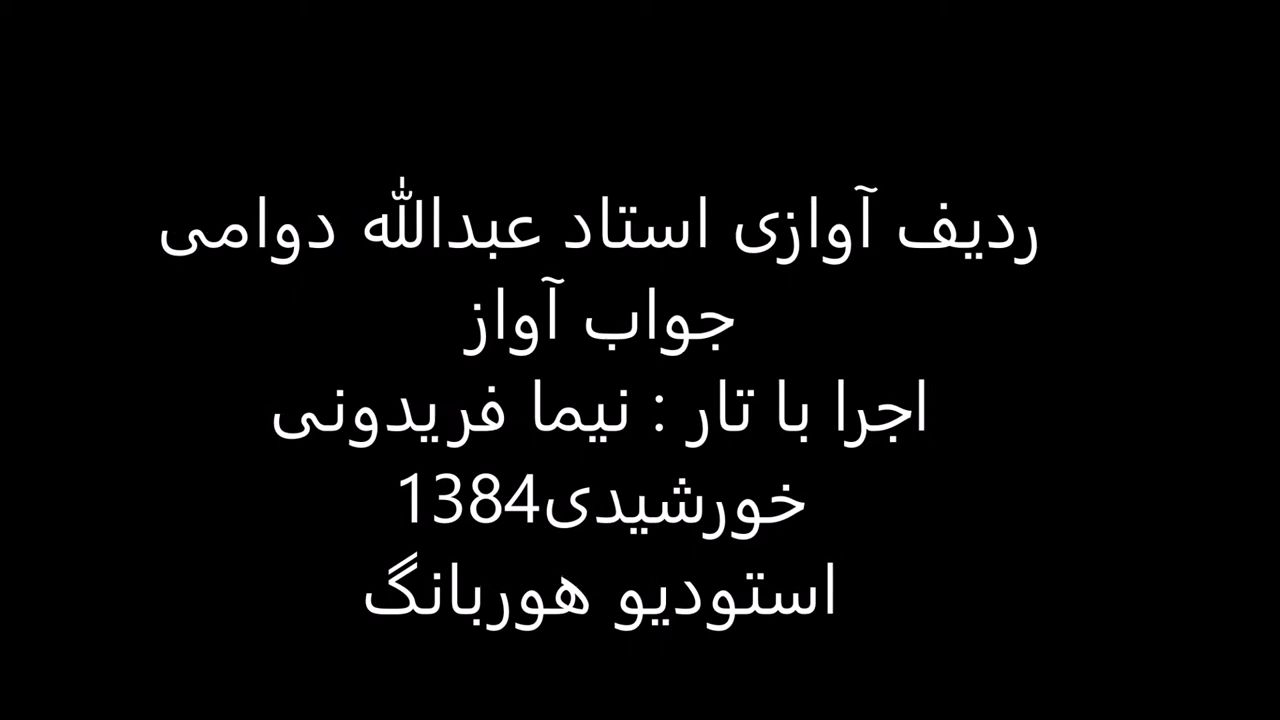 ردیف آوازی استاد عبدالله دوامی
جواب آواز
اجرا با تار : نیما فریدونی
خورشیدی1384
استودیو هوربانگ